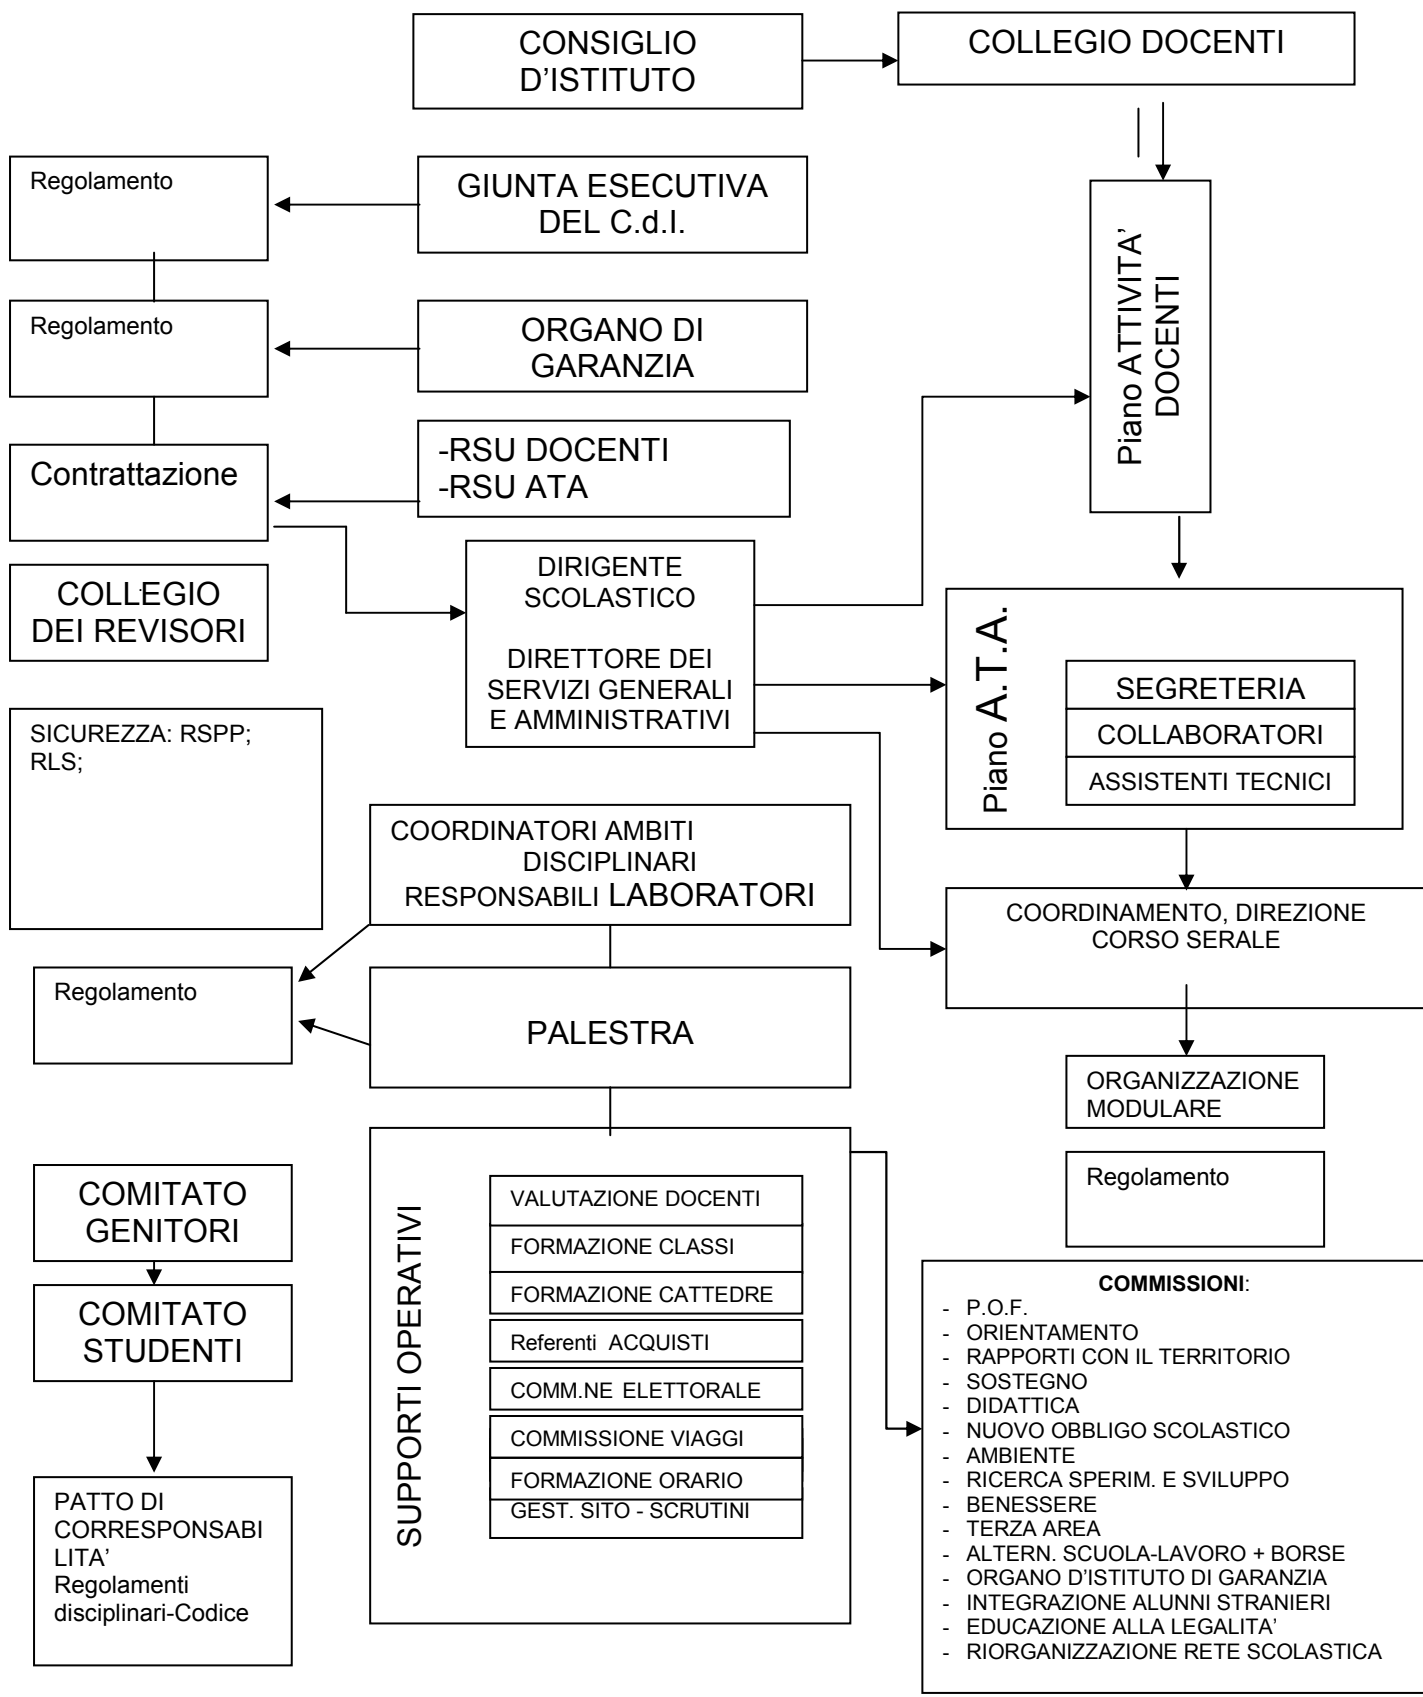 CONSIGLIO
D'ISTITUTO
COLLEGIO DOCENTI
Regolamento
GIUNTA ESECUTIVA
DEL C.d.I.
Piano ATTIVITA'
DOCENTI
Regolamento
ORGANO DI
GARANZIA
Contrattazione
-RSU DOCENTI
-RSU ATA
COLLEGIO
DEI REVISORI
DIRIGENTE
SCOLASTICO
DIRETTORE DEI
SERVIZI GENERALI
E AMMINISTRATIVI
Piano A.T.A.
SEGRETERIA
COLLABORATORI
ASSISTENTI TECNICI
SICUREZZA: RSPP;
RLS;
COORDINATORI AMBITI
DISCIPLINARI
RESPONSABILI LABORATORI
COORDINAMENTO, DIREZIONE
CORSO SERALE
Regolamento
PALESTRA
ORGANIZZAZIONE
MODULARE
Regolamento
COMITATO
GENITORI
COMITATO
STUDENTI
PATTO DI
CORRESPONSABI
LITA'
Regolamenti
disciplinari-Codice
SUPPORTI OPERATIVI
VALUTAZIONE DOCENTI
FORMAZIONE CLASSI
FORMAZIONE CATTEDRE
Referenti ACQUISTI
COMM.NE ELETTORALE
COMMISSIONE VIAGGI
FORMAZIONE ORARIO
GEST. SITO - SCRUTINI
COMMISSIONI:
- P.O.F.
- ORIENTAMENTO
- RAPPORTI CON IL TERRITORIO
- SOSTEGNO
- DIDATTICA
- NUOVO OBBLIGO SCOLASTICO
- AMBIENTE
- RICERCA SPERIM. E SVILUPPO
- BENESSERE
- TERZA AREA
- ALTERN. SCUOLA-LAVORO + BORSE
- ORGANO D'ISTITUTO DI GARANZIA
- INTEGRAZIONE ALUNNI STRANIERI
- EDUCAZIONE ALLA LEGALITA'
- RIORGANIZZAZIONE RETE SCOLASTICA